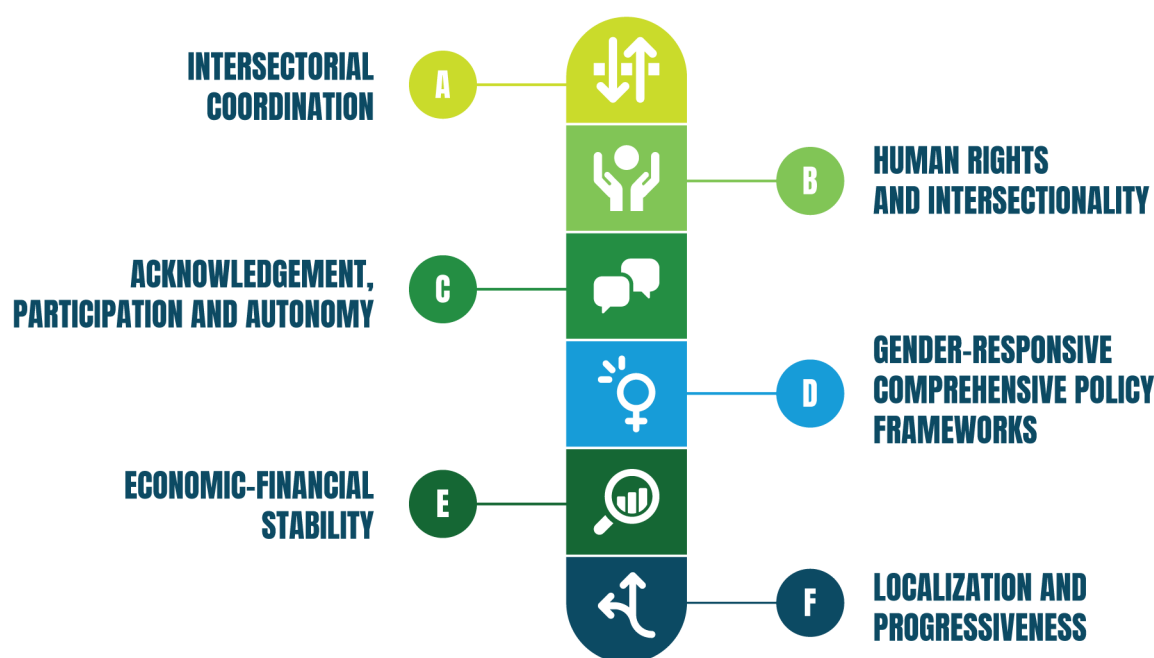 A
INTERSECTORIAL
COORDINATION
B
HUMAN RIGHTS
AND INTERSECTIONALITY
C
ACKNOWLEDGEMENT,
PARTICIPATION AND AUTONOMY
D
GENDER-RESPONSIVE
COMPREHENSIVE POLICY
FRAMEWORKS
E
ECONOMIC-FINANCIAL
STABILITY
F
LOCALIZATION AND
PROGRESSIVENESS